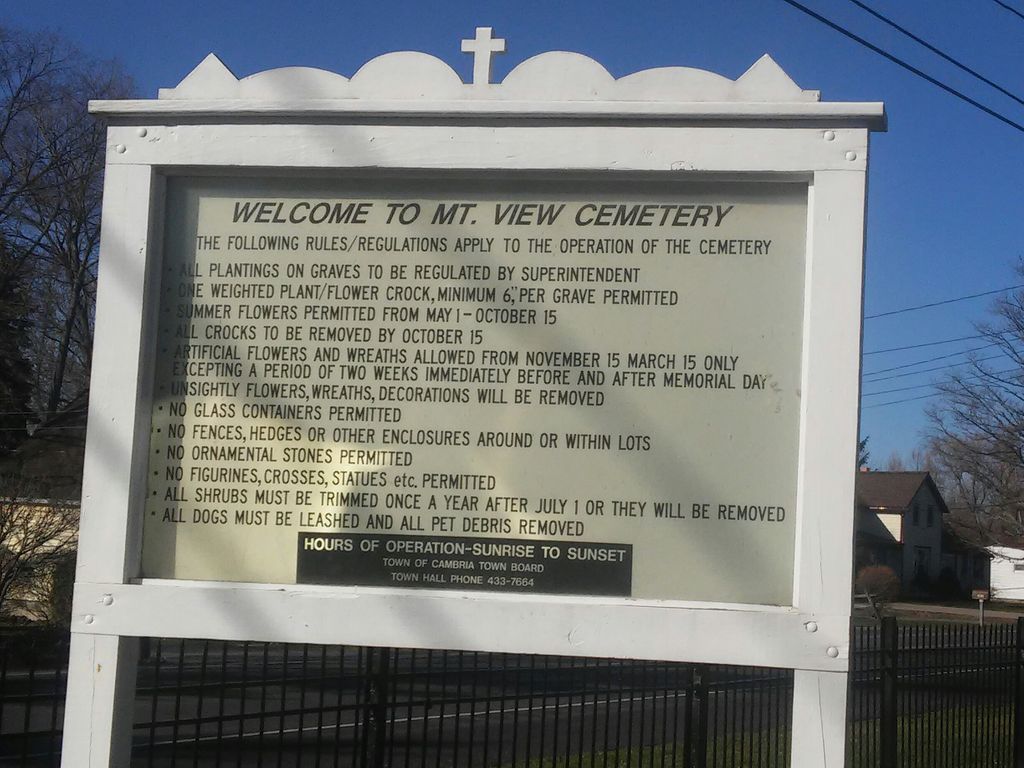 WELCOME TO MT. VIEW CEMETERY
THE FOLLOWING RULES/REGULATIONS APPLY TO THE OPERATION OF THE CEMETERY
• ALL PLANTINGS ON GRAVES TO BE REGULATED BY SUPERINTENDENT
• ONE WEIGHTED PLANT/FLOWER CROCK, MINIMUM 6," PER GRAVE PERMITTED
• SUMMER FLOWERS PERMITTED FROM MAY 1 - OCTOBER 15
• ALL CROCKS TO BE REMOVED BY OCTOBER 15
• ARTIFICIAL FLOWERS AND WREATHS ALLOWED FROM NOVEMBER 15 MARCH 15 ONLY
EXCEPTING A PERIOD OF TWO WEEKS IMMEDIATELY BEFORE AND AFTER MEMORIAL DAY
• UNSIGHTLY FLOWERS, WREATHS, DECORATIONS WILL BE REMOVED
• NO GLASS CONTAINERS PERMITTED
• NO FENCES, HEDGES OR OTHER ENCLOSURES AROUND OR WITHIN LOTS
• NO ORNAMENTAL STONES PERMITTED
• NO FIGURINES, CROSSES, STATUES etc. PERMITTED
• ALL SHRUBS MUST BE TRIMMED ONCE A YEAR AFTER JULY 1 OR THEY WILL BE REMOVED
• ALL DOGS MUST BE LEASHED AND ALL PET DEBRIS REMOVED
HOURS OF OPERATION-SUNRISE TO SUNSET
TOWN OF CAMBRIA TOWN BOARD
TOWN HALL PHONE 433-7664